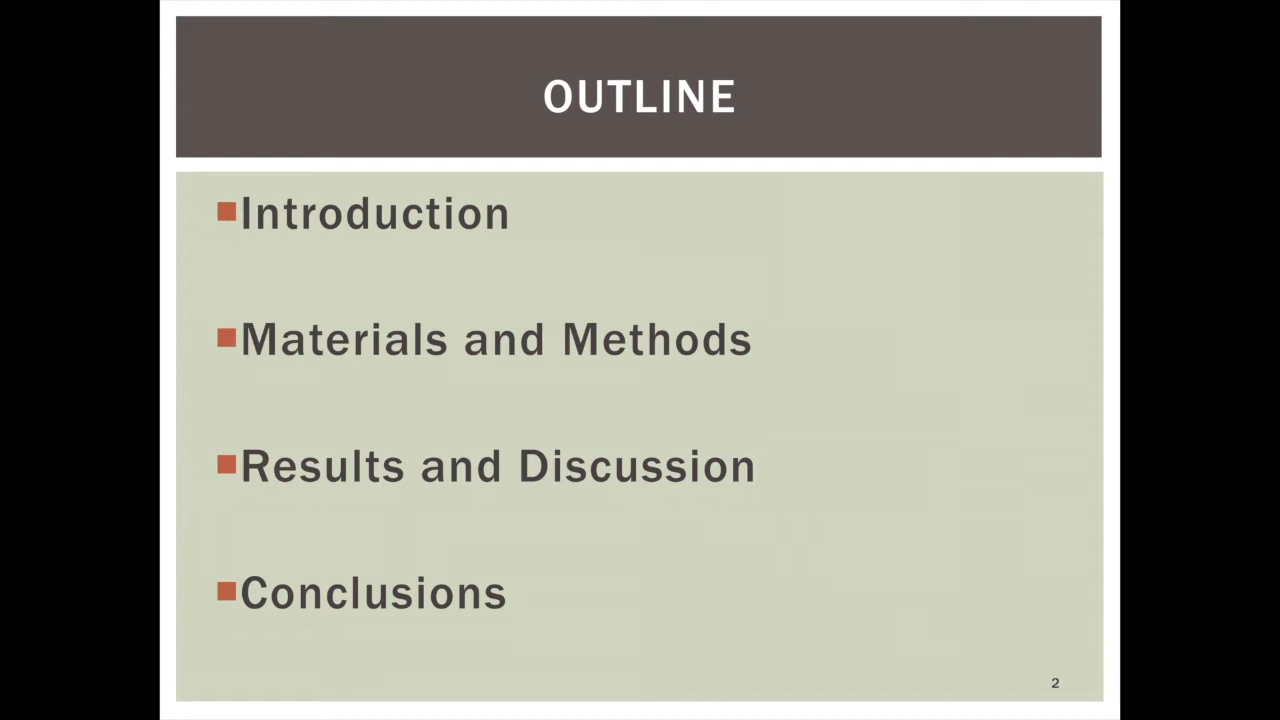 OUTLINE
Introduction
Materials and Methods
Results and Discussion
Conclusions
2